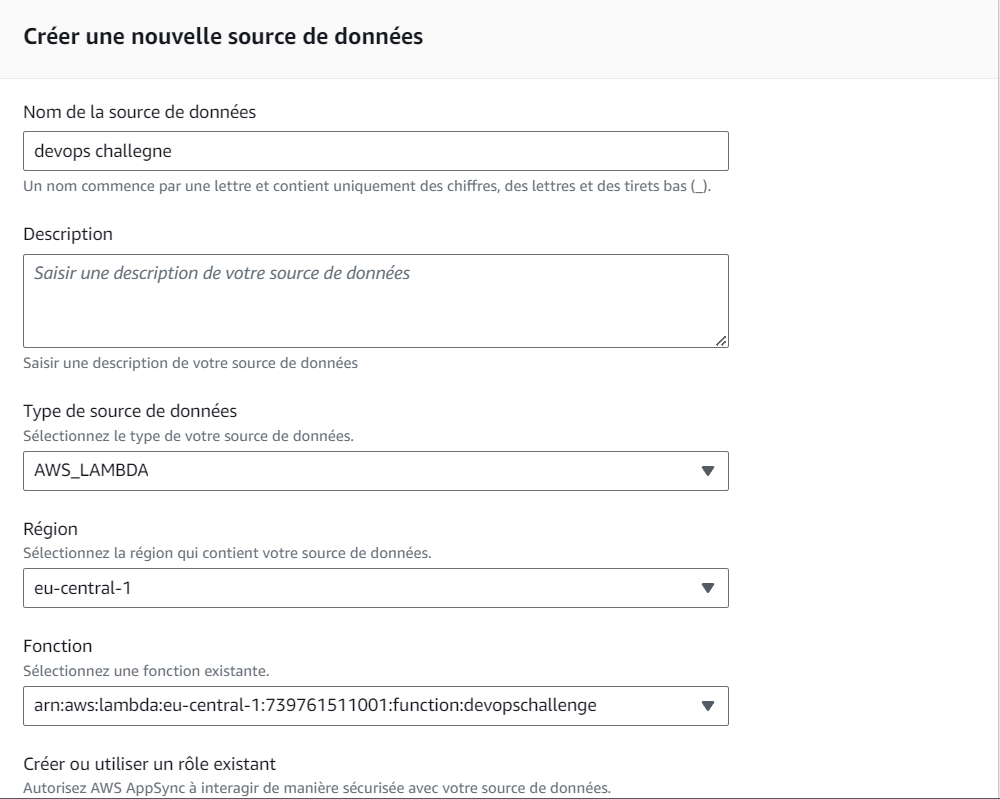 Créer une nouvelle source de données
Nom de la source de données
devops challegne
Un nom commence par une lettre et contient uniquement des chiffres, des lettres et des tirets bas (_).
Description
Saisir une description de votre source de données
Saisir une description de votre source de données
Type de source de données
Sélectionnez le type de votre source de données.
AWS_LAMBDA
Région
Sélectionnez la région qui contient votre source de données.
eu-central-1
Fonction
Sélectionnez une fonction existante.
arn:aws:lambda:eu-central-1:739761511001:function:devopschallenge
Créer ou utiliser un rôle existant
Autorisez AWS AppSync à interagir de manière sécurisée avec votre source de données.